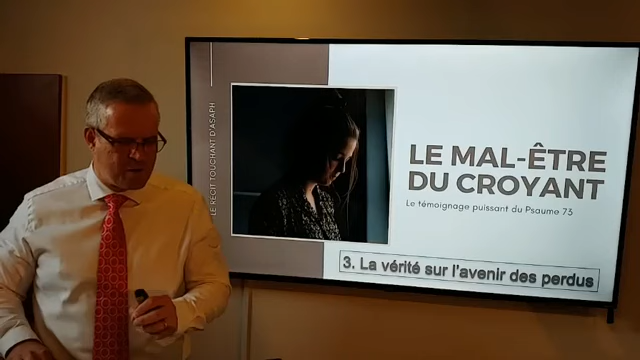 LE RÉCIT TOUCHANT D'ASAPH
LE MAL-ÊTRE
DU CROYANT
Le témoignage puissant du Psaume 73
3. La vérité sur l'avenir des perdus